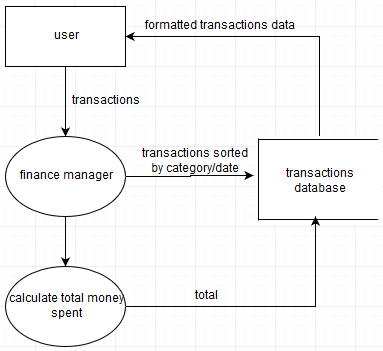 formatted transactions data
user
transactions
transactions sorted
by category/date
finance manager
transactions
database
calculate total money
spent
total